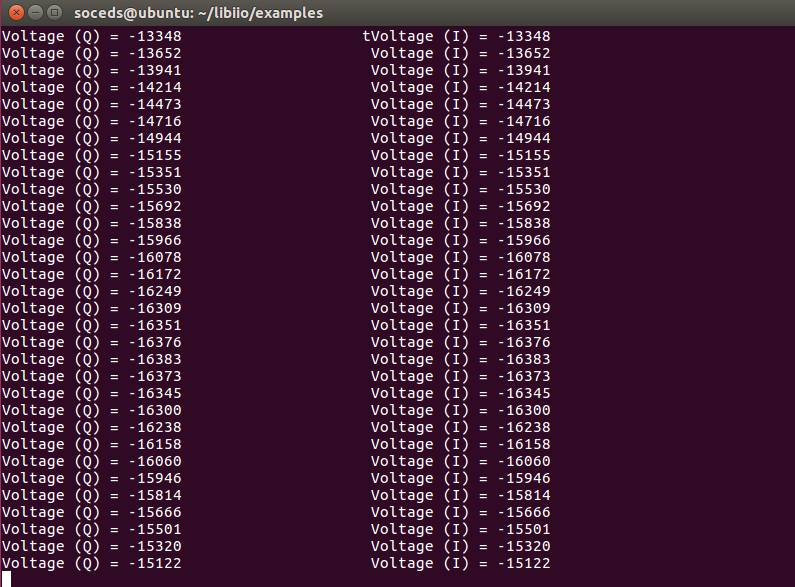 soceds@ubuntu: ~/libiio/examples
Voltage (Q) = -13348 tVoltage (I) = -13348
Voltage (Q) = -13652 Voltage (I) = -13652
Voltage (Q) = -13941 Voltage (I) = -13941
Voltage (Q) = -14214 Voltage (I) = -14214
Voltage (Q) = -14473 Voltage (I) = -14473
Voltage (Q) = -14716 Voltage (I) = -14716
Voltage (Q) = -14944 Voltage (I) = -14944
Voltage (Q) = -15155 Voltage (I) = -15155
Voltage (Q) = -15351 Voltage (I) = -15351
Voltage (Q) = -15530 Voltage (I) = -15530
Voltage (Q) = -15692 Voltage (I) = -15692
Voltage (Q) = -15838 Voltage (I) = -15838
Voltage (Q) = -15966 Voltage (I) = -15966
Voltage (Q) = -16078 Voltage (I) = -16078
Voltage (Q) = -16172 Voltage (I) = -16172
Voltage (Q) = -16249 Voltage (I) = -16249
Voltage (Q) = -16309 Voltage (I) = -16309
Voltage (Q) = -16351 Voltage (I) = -16351
Voltage (Q) = -16376 Voltage (I) = -16376
Voltage (Q) = -16383 Voltage (I) = -16383
Voltage (Q) = -16373 Voltage (I) = -16373
Voltage (Q) = -16345 Voltage (I) = -16345
Voltage (Q) = -16300 Voltage (I) = -16300
Voltage (Q) = -16238 Voltage (I) = -16238
Voltage (Q) = -16158 Voltage (I) = -16158
Voltage (Q) = -16060 Voltage (I) = -16060
Voltage (Q) = -15946 Voltage (I) = -15946
Voltage (Q) = -15814 Voltage (I) = -15814
Voltage (Q) = -15666 Voltage (I) = -15666
Voltage (Q) = -15501 Voltage (I) = -15501
Voltage (Q) = -15320 Voltage (I) = -15320
Voltage (Q) = -15122 Voltage (I) = -15122